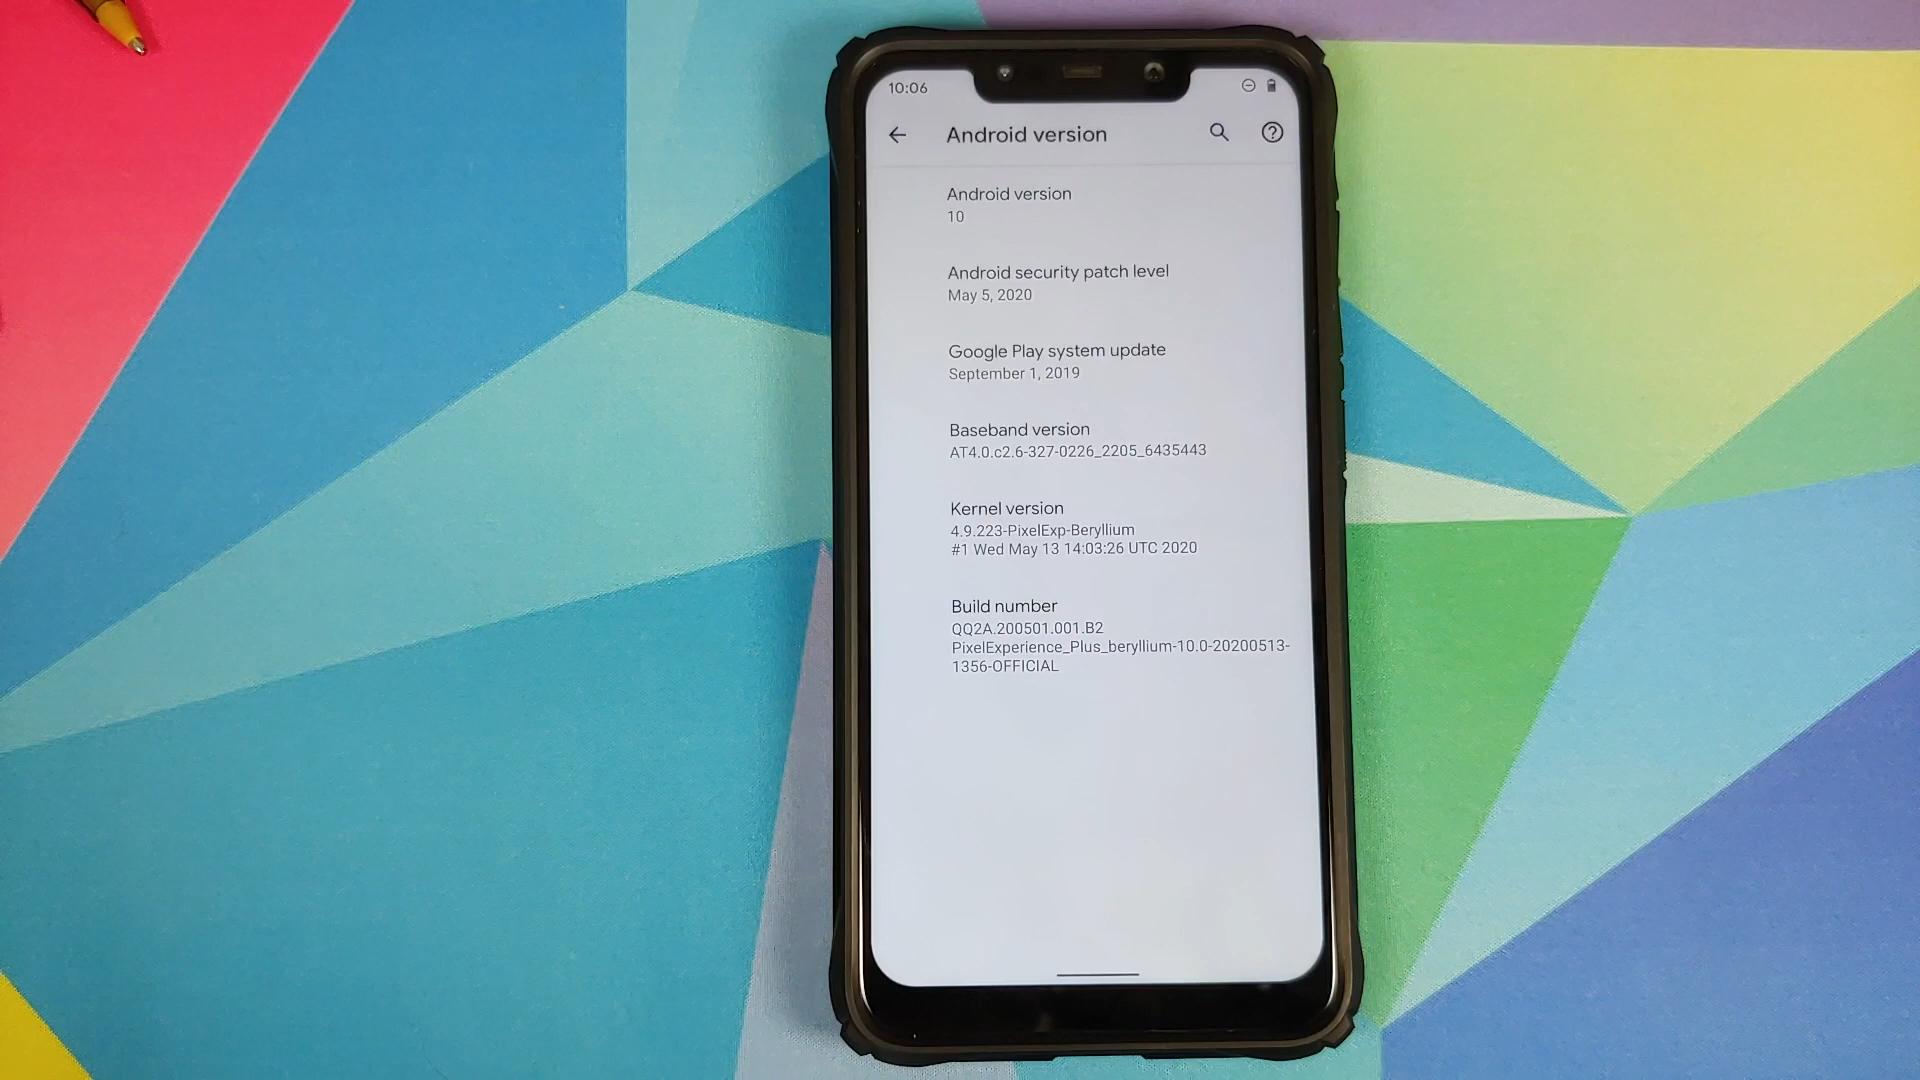 10:06
Android version
Android version
10
Android security patch level
May 5, 2020
Google Play system update
September 1, 2019
Baseband version
AT4.0.c2.6-327-0226_2205_6435443
Kernel version
4.9.223-PixelExp-Beryllium
#1 Wed May 13 14:03:26 UTC 2020
Build number
QQ2A.200501.001.B2
PixelExperience_Plus_beryllium-10.0-20200513-
1356-OFFICIAL